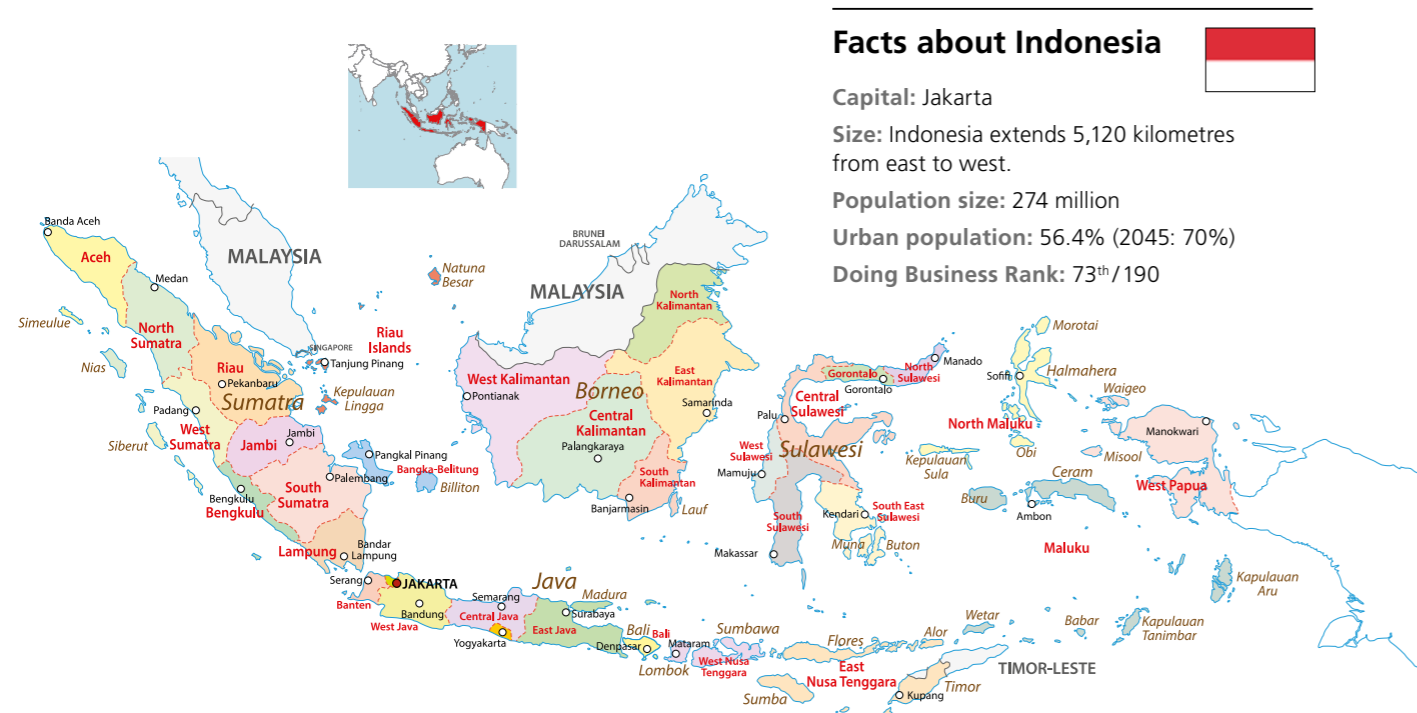 Facts about Indonesia
Capital: Jakarta
Size: Indonesia extends 5,120 kilometres
from east to west.
Population size: 274 million
Urban population: 56.4% (2045: 70%)
Doing Business Rank: 73th/190
Banda Aceh
Aceh
MALAYSIA
Medan
Simeulue
North
Sumatra
Nias
SINGAPORE
Tanjung Pinang
Riau
Islands
Natuna
Besar
Riau
Pekanbaru
Sumatra
Kepulauan
Lingga
Padang
West
Sumatra
Siberut
Jambi
Jambi
Pangkal Pinang
Bangka-Belitung
Billiton
Palembang
South
Sumatra
Bengkulu
Bengkulu
Lampung
Bandar
Lampung
BRUNEI
DARUSSALAM
MALAYSIA
North
Kalimantan
West Kalimantan
Pontianak
Borneo
East
Kalimantan
Samarinda
Central
Kalimantan
Palangkaraya
South
Kalimantan
Banjarmasin
Lauf
Gorontalo
Gorontalo
North
Sulawesi
Manado
Central
Sulawesi
Palu
Sulawesi
West
Sulawesi
Mamuju
South
Sulawesi
Makassar
Kendari
South East
Sulawesi
Muna
Buton
Morotai
Sofifi
Halmahera
North Maluku
Kepulauan
Sula
Obi
Waigeo
Manokwari
Misool
West Papua
Buru
Ceram
Ambon
Maluku
Kapulauan
Aru
Kapulauan
Tanimbar
Babar
Wetar
Serang
JAKARTA
Banten
Bandung
West Java
Java
Semarang
Central Java
Yogyakarta
Madura
Surabaya
East Java
Bali
Bali
Denpasar
Mataram
Lombok
Sumbawa
West Nusa
Tenggara
Flores
Alor
East
Nusa Tenggara
Sumba
Kupang
Timor
TIMOR-LESTE